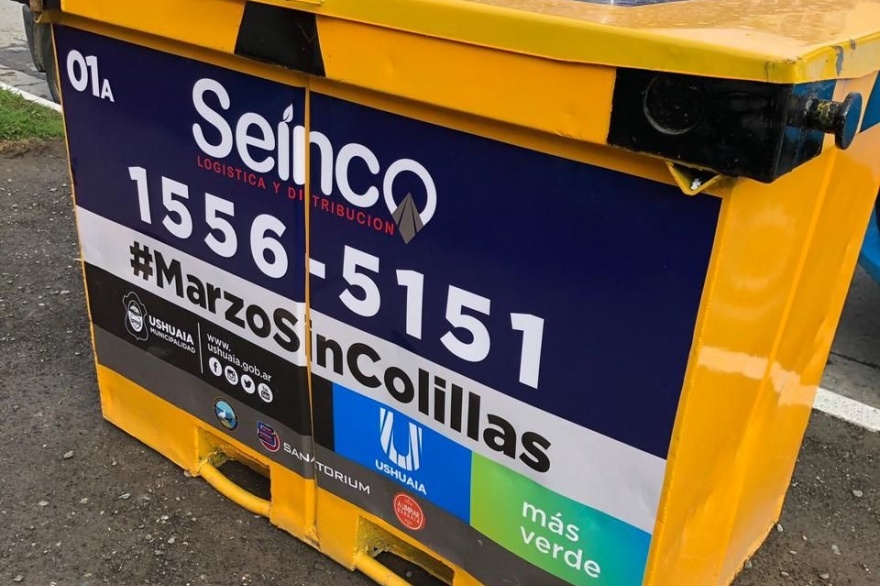 01A
Seinco
LOGISTICA Y DISTRIBUCION
1556-5151
#MarzoSinColillas
USHUAIA
MUNICIPALIDAD
www.
ushuaia.gob.ar
USHUAIA
SANATORIUM
más
verde